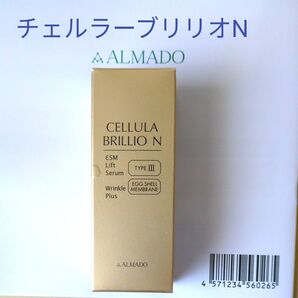 チェルラーブリリオN
ALMADO
CELLULA
BRILLIO N
ESM
Lift
Serum
TYPE III
Wrinkle
Plus
EGG SHELL
MEMBRANE
ALMADO
4 571234 560265